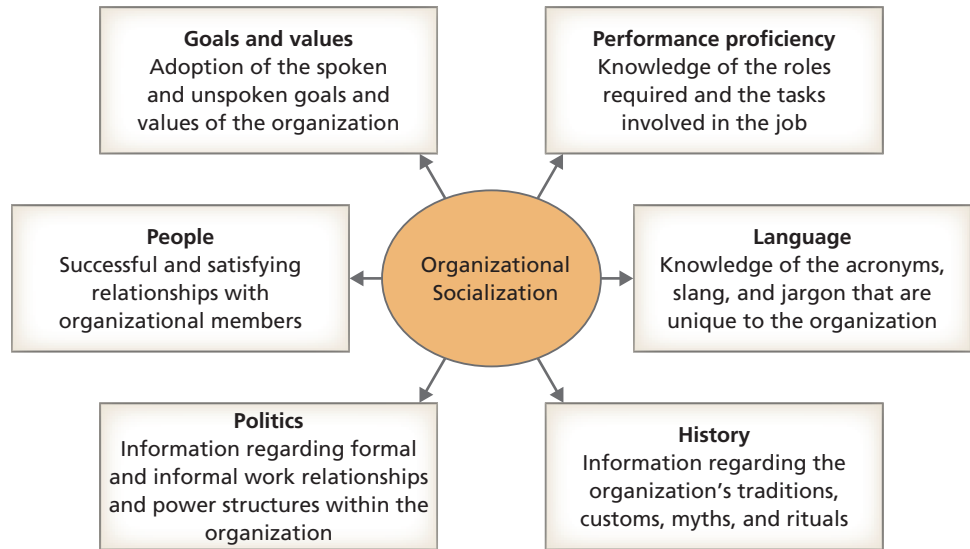 Goals and values
Adoption of the spoken
and unspoken goals and
values of the organization
Performance proficiency
Knowledge of the roles
required and the tasks
involved in the job
People
Successful and satisfying
relationships with
organizational members
Organizational
Socialization
Language
Knowledge of the acronyms,
slang, and jargon that are
unique to the organization
Politics
Information regarding formal
and informal work relationships
and power structures within the
organization
History
Information regarding the
organization’s traditions,
customs, myths, and rituals